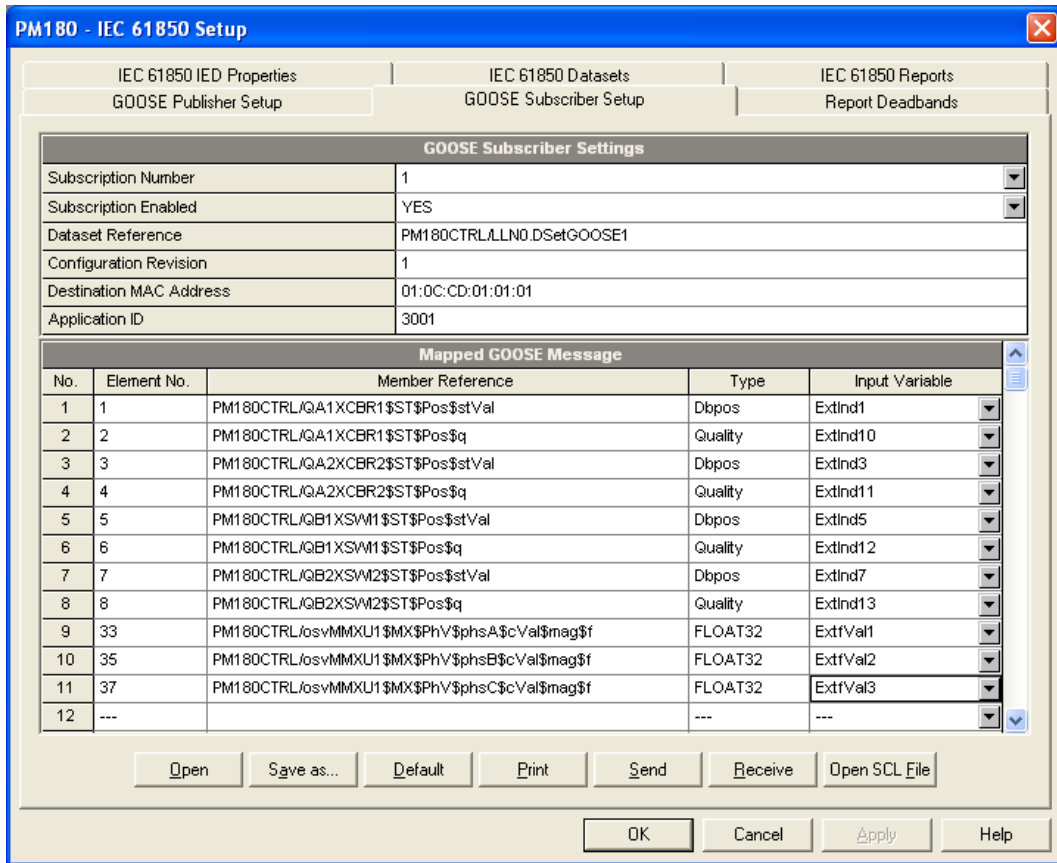 PM180 - IEC 61850 Setup
IEC 61850 IED Properties IEC 61850 Datasets IEC 61850 Reports
GOOSE Publisher Setup GOOSE Subscriber Setup Report Deadbands
GOOSE Subscriber Settings
Subscription Number 1
Subscription Enabled YES
Dataset Reference PM180CTRL/LLN0.DSetGOOSE1
Configuration Revision 1
Destination MAC Address 01:0C:CD:01:01:01
Application ID 3001
Mapped GOOSE Message
No. Element No. Member Reference Type Input Variable
1 1 PM180CTRL/QA1XCBR1$ST$Pos$stVal Dbpos ExtInd1
2 2 PM180CTRL/QA1XCBR1$ST$Pos$q Quality ExtInd10
3 3 PM180CTRL/QA2XCBR2$ST$Pos$stVal Dbpos ExtInd3
4 4 PM180CTRL/QA2XCBR2$ST$Pos$q Quality ExtInd11
5 5 PM180CTRL/QB1XSWI1$ST$Pos$stVal Dbpos ExtInd5
6 6 PM180CTRL/QB1XSWI1$ST$Pos$q Quality ExtInd12
7 7 PM180CTRL/QB2XSWI2$ST$Pos$stVal Dbpos ExtInd7
8 8 PM180CTRL/QB2XSWI2$ST$Pos$q Quality ExtInd13
9 33 PM180CTRL/osvMMXU1$MX$PhV$phsA$cVal$mag$f FLOAT32 ExtfVal1
10 35 PM180CTRL/osvMMXU1$MX$PhV$phsB$cVal$mag$f FLOAT32 ExtfVal2
11 37 PM180CTRL/osvMMXU1$MX$PhV$phsC$cVal$mag$f FLOAT32 ExtfVal3
12 --- --- ---
Open Save as... Default Print Send Receive Open SCL File
OK Cancel Apply Help